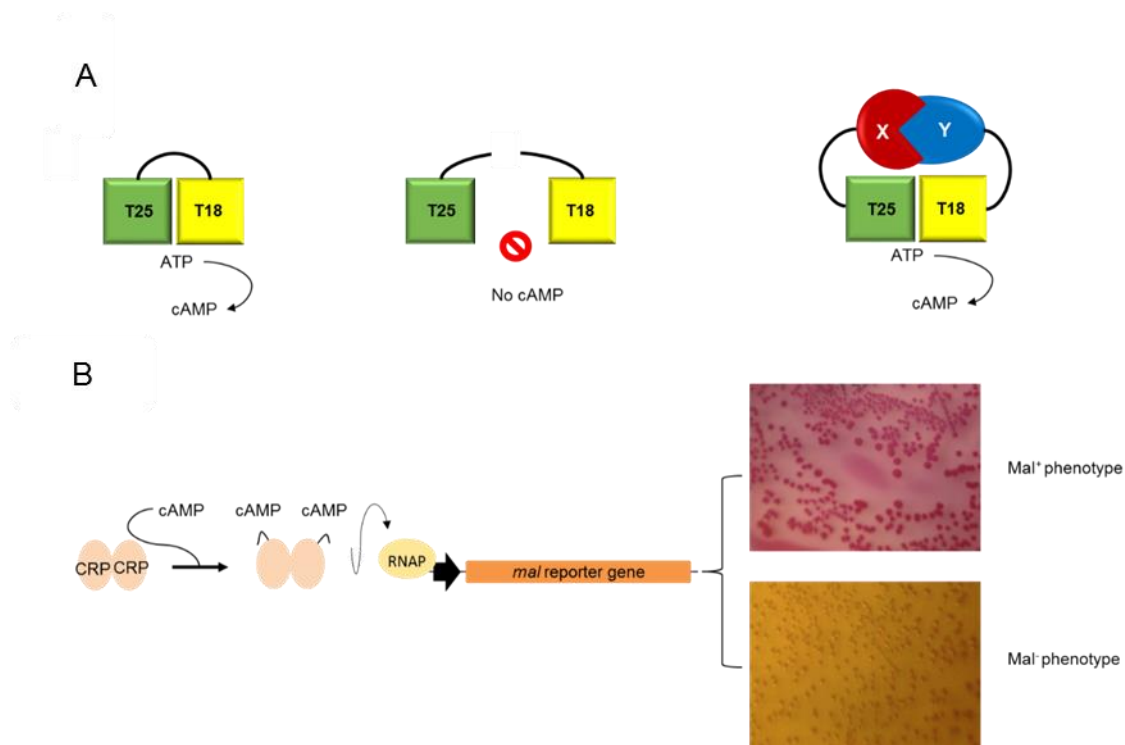 A
X Y
T25 T18
T25 T18
T25 T18
ATP
ATP
No cAMP
cAMP
cAMP
B
Mal⁺ phenotype
cAMP
cAMP cAMP
CRP CRP
RNAP
mal reporter gene
Mal⁻ phenotype